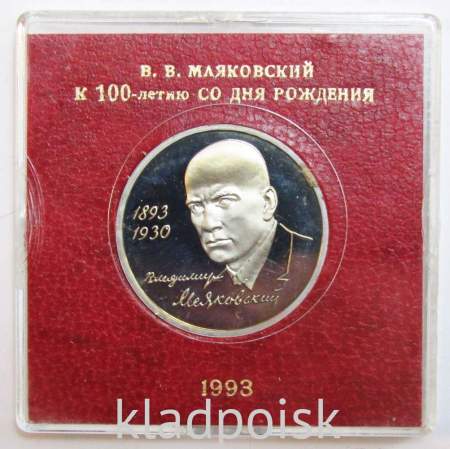 В. В. МАЯКОВСКИЙ
К 100-летию СО ДНЯ РОЖДЕНИЯ
1893
1930
Владимир
Маяковский
1993
kladpoisk